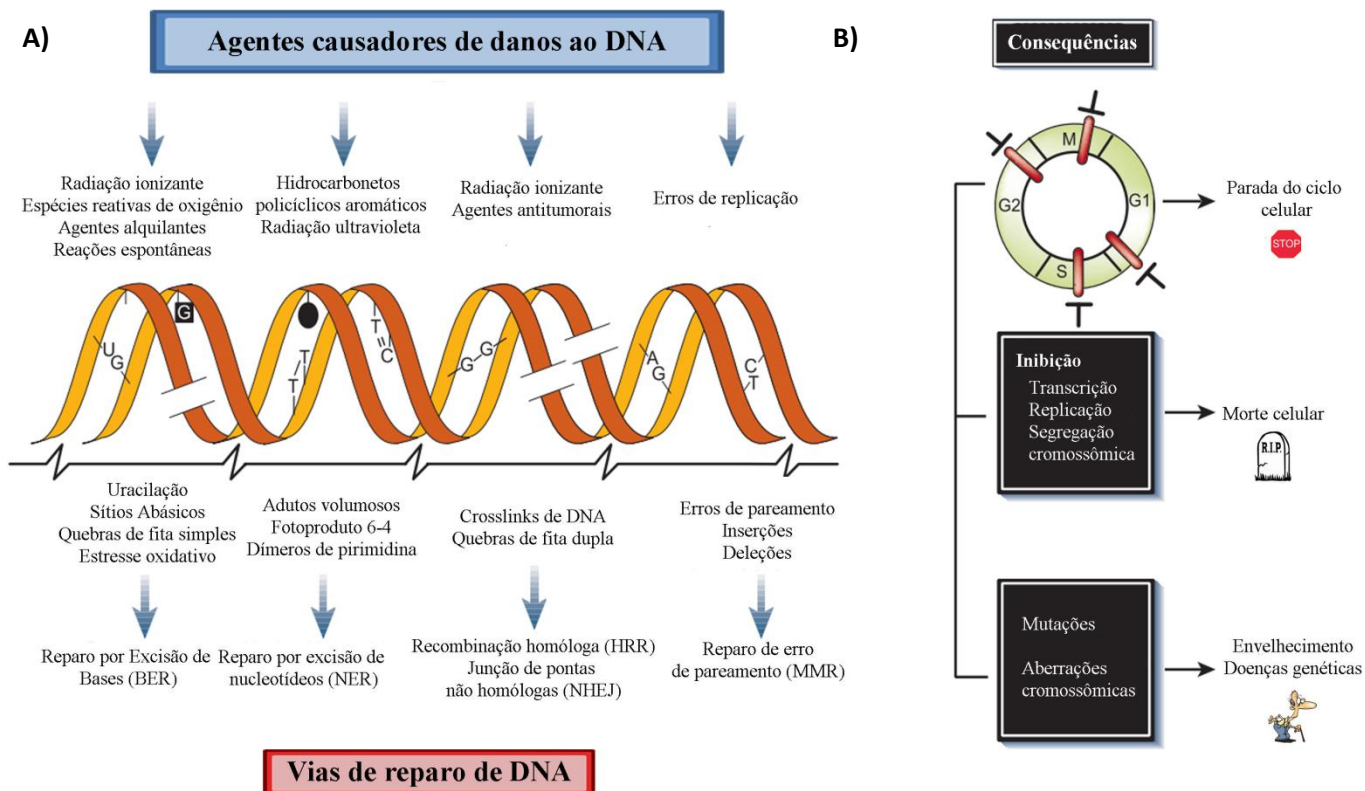 A)
Agentes causadores de danos ao DNA
Radiação ionizante
Espécies reativas de oxigênio
Agentes alquilantes
Reações espontâneas
Hidrocarbonetos
policíclicos aromáticos
Radiação ultravioleta
Radiação ionizante
Agentes antitumorais
Erros de replicação
U
G
G
T
T
T
C
G
G
A
G
C
T
Uracilação
Sítios Abásicos
Quebras de fita simples
Estresse oxidativo
Adutos volumosos
Fotoproduto 6-4
Dímeros de pirimidina
Crosslinks de DNA
Quebras de fita dupla
Erros de pareamento
Inserções
Deleções
Reparo por Excisão de
Bases (BER)
Reparo por excisão de
nucleotídeos (NER)
Recombinação homóloga (HRR)
Junção de pontas
não homólogas (NHEJ)
Reparo de erro
de pareamento (MMR)
Vias de reparo de DNA
B)
Consequências
M
G2
G1
S
Parada do ciclo
celular
STOP
Inibição
Transcrição
Replicação
Segregação
cromossômica
Morte celular
R.I.P.
Mutações
Aberrações
cromossômicas
Envelhecimento
Doenças genéticas